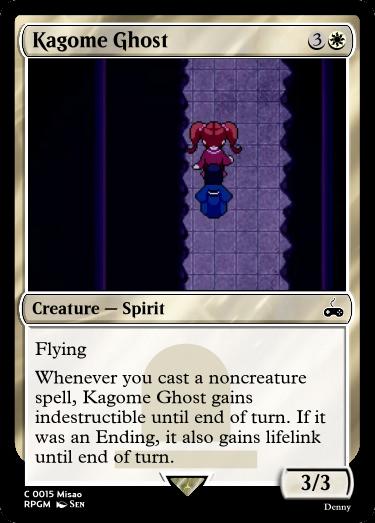 Kagome Ghost 3
Creature — Spirit
Flying
Whenever you cast a noncreature
spell, Kagome Ghost gains
indestructible until end of turn. If it
was an Ending, it also gains lifelink
until end of turn.
3/3
C 0015 Misao
RPGM SEN
Denny